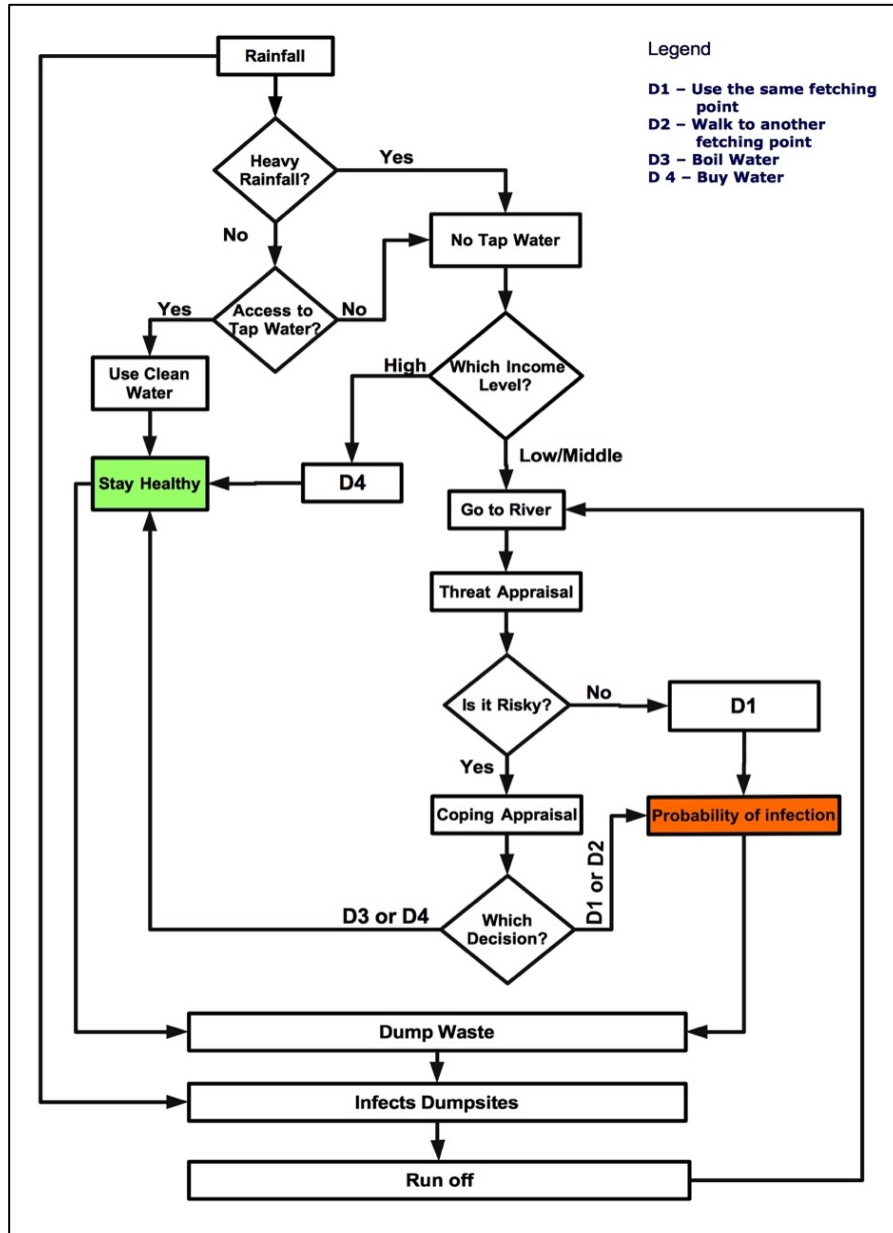 Rainfall
Legend
D1 – Use the same fetching
point
D2 – Walk to another
fetching point
D3 – Boil Water
D 4 – Buy Water
Heavy
Rainfall?
Yes
No
No Tap Water
Access to
Tap Water?
Yes
No
Use Clean
Water
Which Income
Level?
High
Low/Middle
Stay Healthy
D4
Go to River
Threat Appraisal
Is it Risky?
No
D1
Yes
Coping Appraisal
Probability of infection
D1 or D2
D3 or D4
Which
Decision?
Dump Waste
Infects Dumpsites
Run off